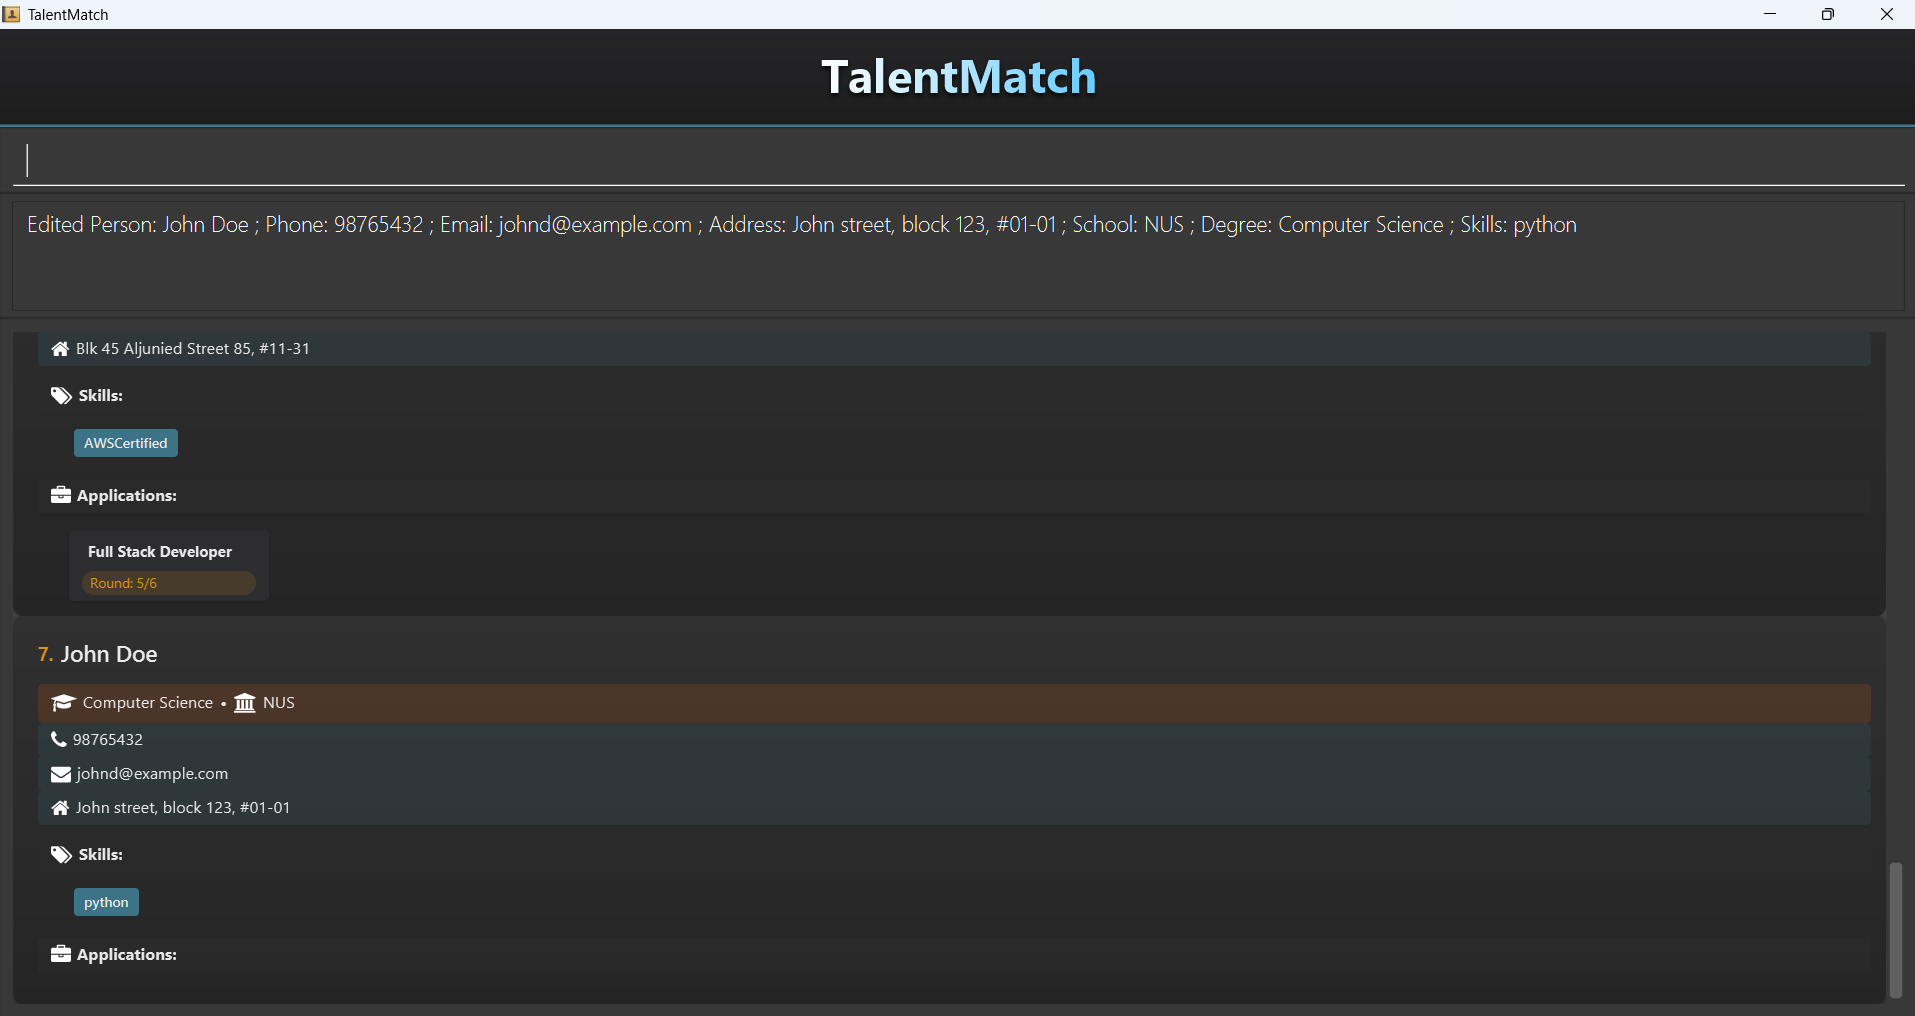 TalentMatch
TalentMatch
Edited Person: John Doe ; Phone: 98765432 ; Email: johnd@example.com ; Address: John street, block 123, #01-01 ; School: NUS ; Degree: Computer Science ; Skills: python
Blk 45 Aljunied Street 85, #11-31
Skills:
AWSCertified
Applications:
Full Stack Developer
Round: 5/6
7. John Doe
Computer Science • NUS
98765432
johnd@example.com
John street, block 123, #01-01
Skills:
python
Applications: